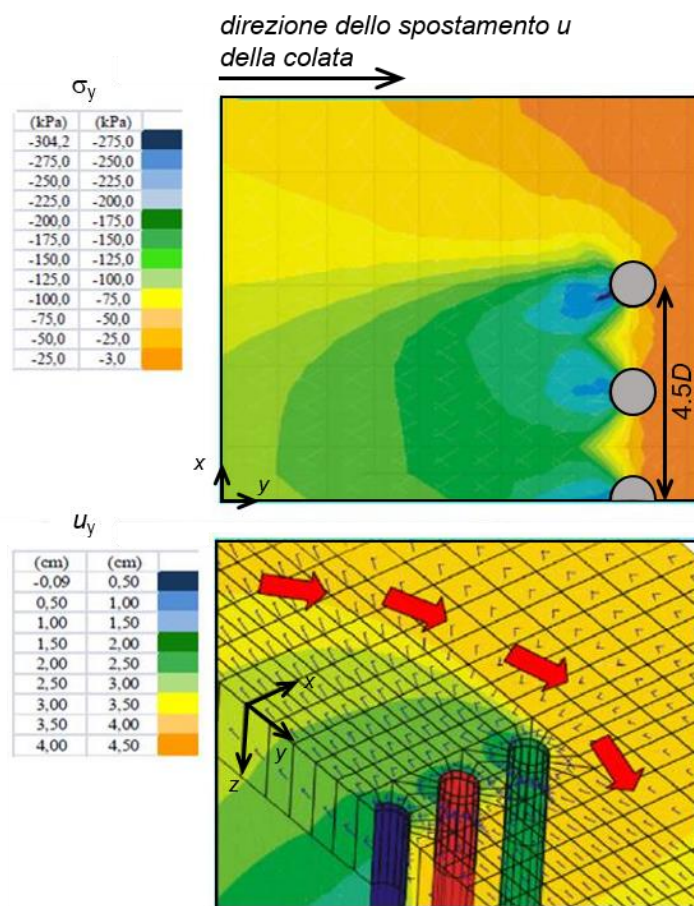 direzione dello spostamento u
della colata
σy
(kPa) (kPa)
-304,2 -275,0
-275,0 -250,0
-250,0 -225,0
-225,0 -200,0
-200,0 -175,0
-175,0 -150,0
-150,0 -125,0
-125,0 -100,0
-100,0 -75,0
-75,0 -50,0
-50,0 -25,0
-25,0 -3,0
4.5D
x
y
uy
(cm) (cm)
-0,09 0,50
0,50 1,00
1,00 1,50
1,50 2,00
2,00 2,50
2,50 3,00
3,00 3,50
3,50 4,00
4,00 4,50
x
y
z